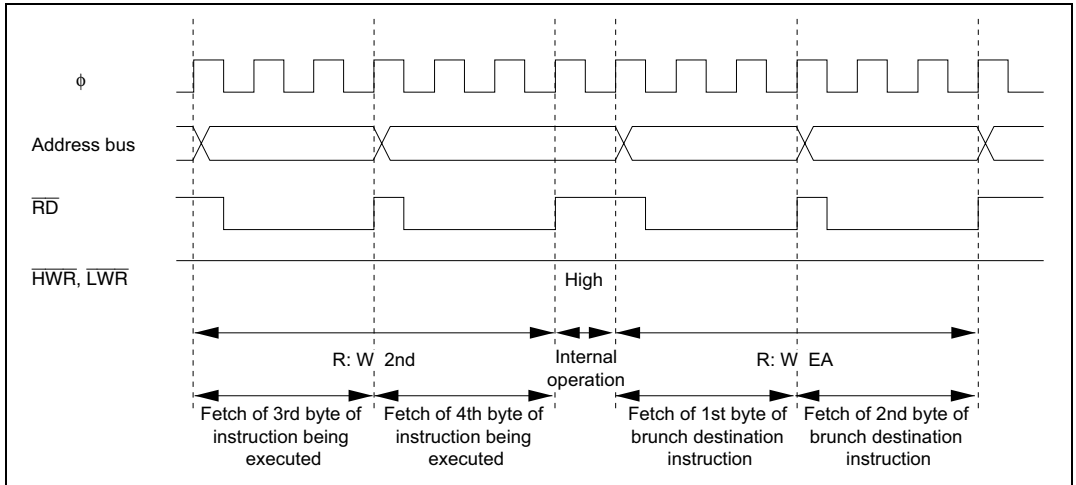 ϕ
Address bus
RD
HWR, LWR
High
R: W 2nd
Internal
operation
R: W EA
Fetch of 3rd byte of
instruction being
executed
Fetch of 4th byte of
instruction being
executed
Fetch of 1st byte of
brunch destination
instruction
Fetch of 2nd byte of
brunch destination
instruction